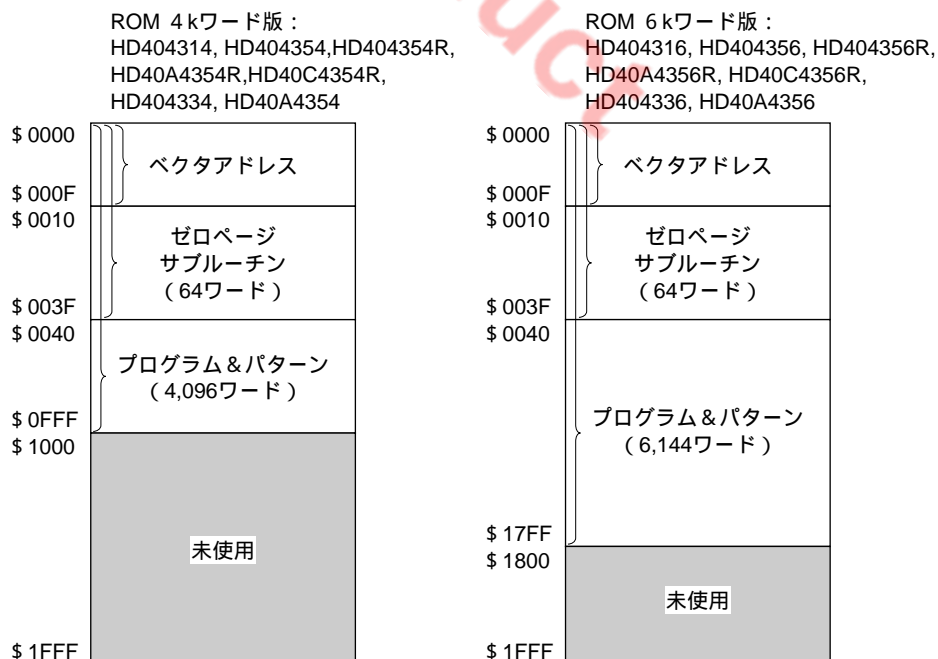 ROM 4kワード版：
HD404314, HD404354,HD404354R,
HD40A4354R,HD40C4354R,
HD404334, HD40A4354
$0000
ベクタアドレス
$000F
$0010
ゼロページ
サブルーチン
（64ワード）
$003F
$0040
プログラム＆パターン
（4,096ワード）
$0FFF
$1000
未使用
$1FFF
ROM 6kワード版：
HD404316, HD404356, HD404356R,
HD40A4356R, HD40C4356R,
HD404336, HD40A4356
$0000
ベクタアドレス
$000F
$0010
ゼロページ
サブルーチン
（64ワード）
$003F
$0040
プログラム＆パターン
（6,144ワード）
$17FF
$1800
未使用
$1FFF
uct